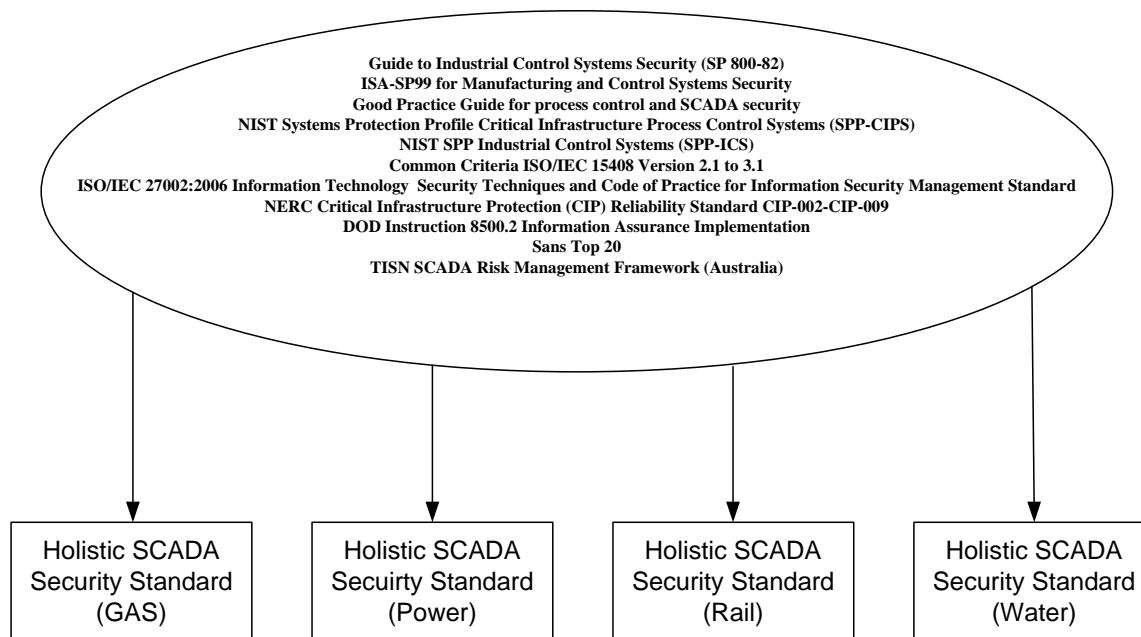 Guide to Industrial Control Systems Security (SP 800-82)
ISA-SP99 for Manufacturing and Control Systems Security
Good Practice Guide for process control and SCADA security
NIST Systems Protection Profile Critical Infrastructure Process Control Systems (SPP-CIPS)
NIST SPP Industrial Control Systems (SPP-ICS)
Common Criteria ISO/IEC 15408 Version 2.1 to 3.1
ISO/IEC 27002:2006 Information Technology  Security Techniques and Code of Practice for Information Security Management Standard
NERC Critical Infrastructure Protection (CIP) Reliability Standard CIP-002-CIP-009
DOD Instruction 8500.2 Information Assurance Implementation
Sans Top 20
TISN SCADA Risk Management Framework (Australia)
Holistic SCADA
Security Standard
(GAS)
Holistic SCADA
Secuirty Standard
(Power)
Holistic SCADA
Security Standard
(Rail)
Holistic SCADA
Security Standard
(Water)